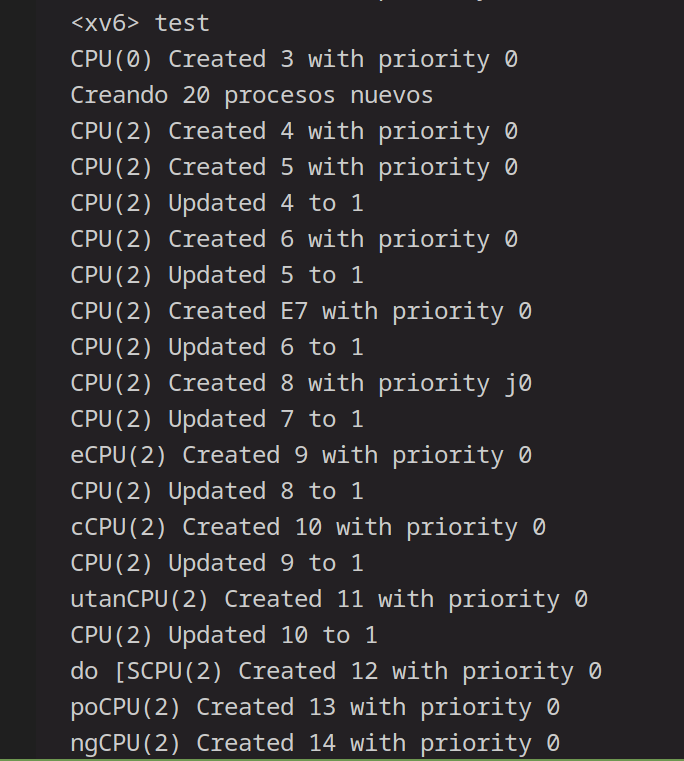 <xv6> test
CPU(0) Created 3 with priority 0
Creando 20 procesos nuevos
CPU(2) Created 4 with priority 0
CPU(2) Created 5 with priority 0
CPU(2) Updated 4 to 1
CPU(2) Created 6 with priority 0
CPU(2) Updated 5 to 1
CPU(2) Created E7 with priority 0
CPU(2) Updated 6 to 1
CPU(2) Created 8 with priority j0
CPU(2) Updated 7 to 1
eCPU(2) Created 9 with priority 0
CPU(2) Updated 8 to 1
cCPU(2) Created 10 with priority 0
CPU(2) Updated 9 to 1
utanCPU(2) Created 11 with priority 0
CPU(2) Updated 10 to 1
do [SCPU(2) Created 12 with priority 0
poCPU(2) Created 13 with priority 0
ngCPU(2) Created 14 with priority 0